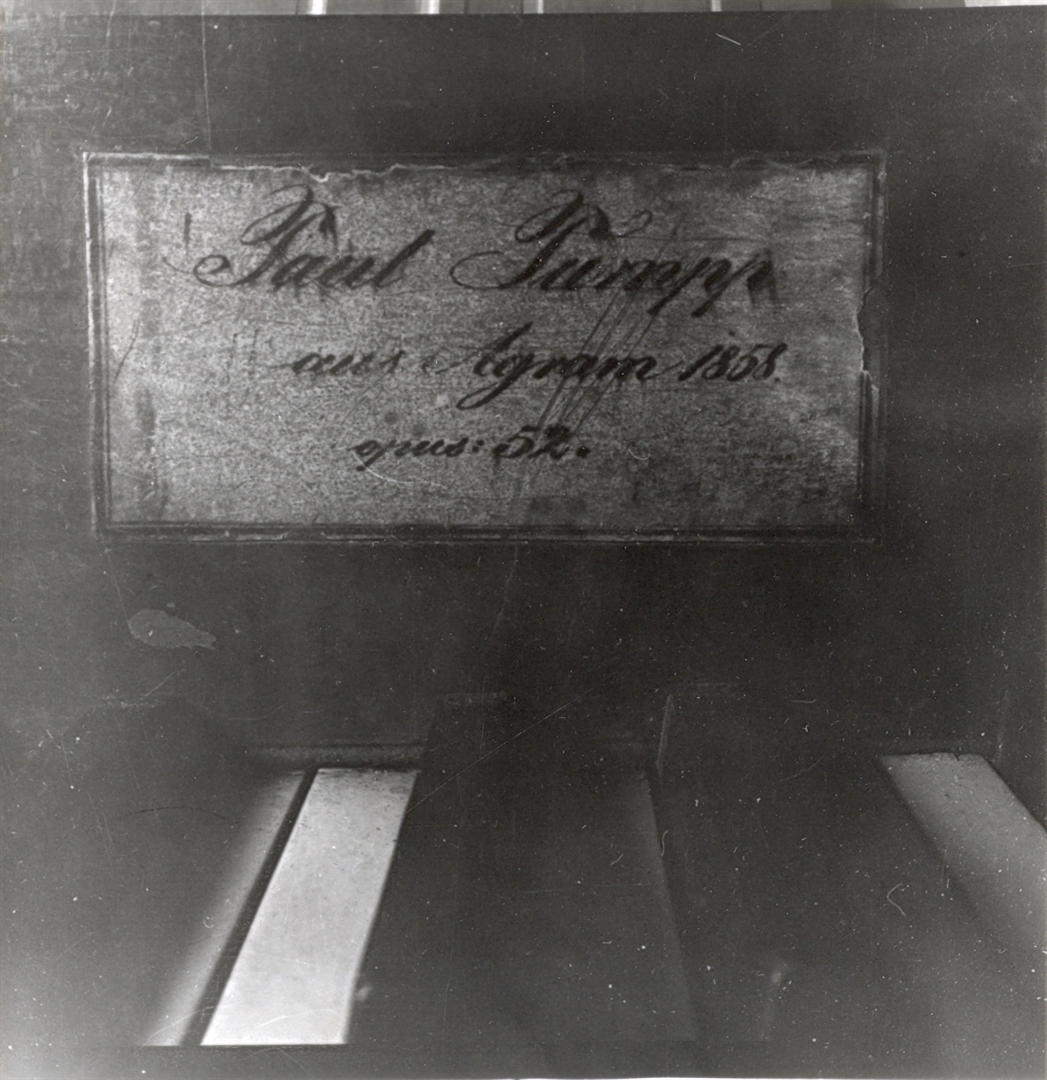 Paul Pumpp
aus Agram 1858.
opus: 52.